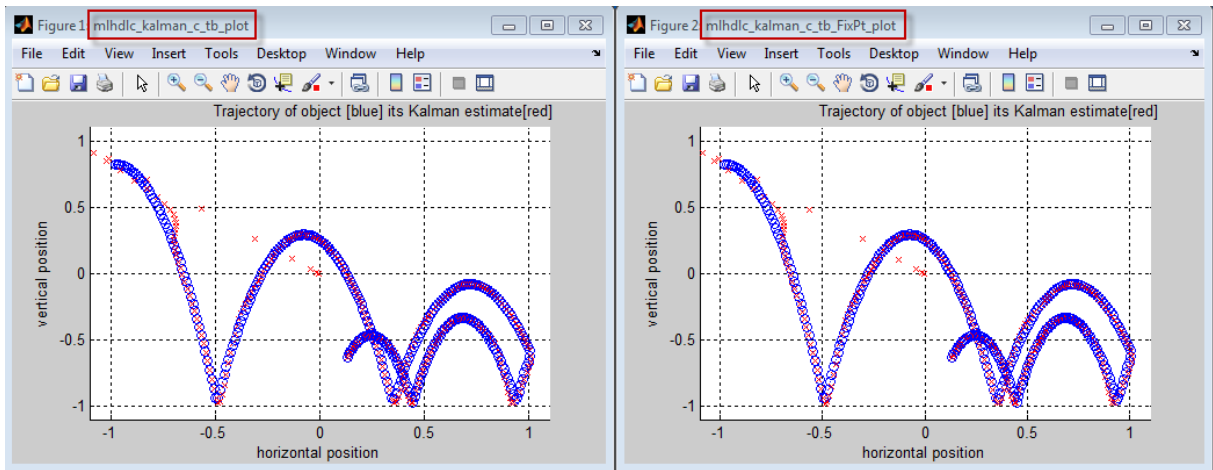 Figure 1: mlhdlc_kalman_c_tb_plot
File Edit View Insert Tools Desktop Window Help
Trajectory of object [blue] its Kalman estimate[red]
1
0.5
0
-0.5
-1
vertical position
-1 -0.5 0 0.5 1
horizontal position
Figure 2: mlhdlc_kalman_c_tb_FixPt_plot
File Edit View Insert Tools Desktop Window Help
Trajectory of object [blue] its Kalman estimate[red]
1
0.5
0
-0.5
-1
vertical position
-1 -0.5 0 0.5 1
horizontal position